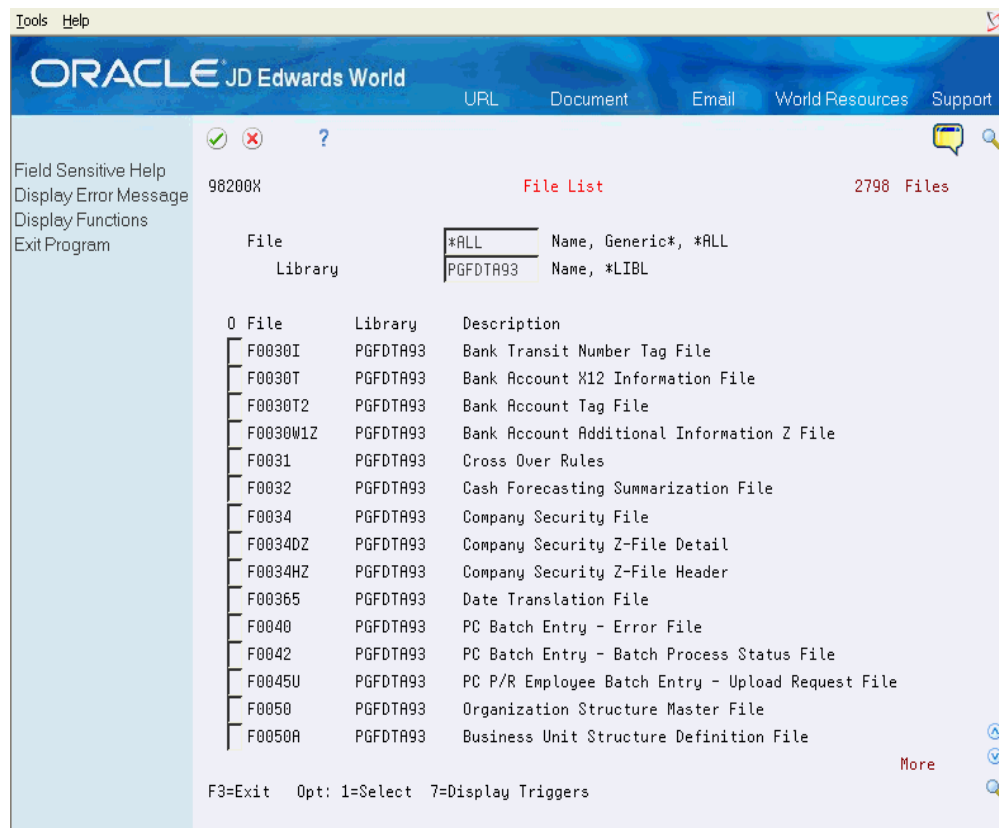 Tools Help
ORACLE JD Edwards World
URL Document Email World Resources Support
?
Field Sensitive Help
Display Error Message
Display Functions
Exit Program
98200X File List 2798 Files
File *ALL Name, Generic*, *ALL
Library PGFDTA93 Name, *LIBL
O File Library Description
F0030I PGFDTA93 Bank Transit Number Tag File
F0030T PGFDTA93 Bank Account X12 Information File
F0030T2 PGFDTA93 Bank Account Tag File
F0030W1Z PGFDTA93 Bank Account Additional Information Z File
F0031 PGFDTA93 Cross Over Rules
F0032 PGFDTA93 Cash Forecasting Summarization File
F0034 PGFDTA93 Company Security File
F0034DZ PGFDTA93 Company Security Z-File Detail
F0034HZ PGFDTA93 Company Security Z-File Header
F00365 PGFDTA93 Date Translation File
F0040 PGFDTA93 PC Batch Entry - Error File
F0042 PGFDTA93 PC Batch Entry - Batch Process Status File
F0045U PGFDTA93 PC P/R Employee Batch Entry - Upload Request File
F0050 PGFDTA93 Organization Structure Master File
F0050A PGFDTA93 Business Unit Structure Definition File
More
F3=Exit Opt: 1=Select 7=Display Triggers